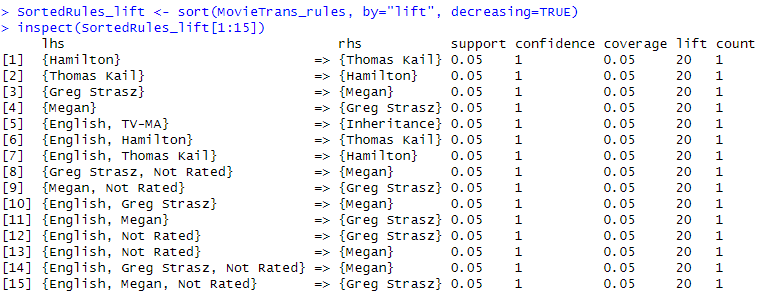 > SortedRules_lift <- sort(MovieTrans_rules, by="lift", decreasing=TRUE)
> inspect(SortedRules_lift[1:15])
lhs rhs support confidence coverage lift count
[1] {Hamilton} => {Thomas Kail} 0.05 1 0.05 20 1
[2] {Thomas Kail} => {Hamilton} 0.05 1 0.05 20 1
[3] {Greg Strasz} => {Megan} 0.05 1 0.05 20 1
[4] {Megan} => {Greg Strasz} 0.05 1 0.05 20 1
[5] {English, TV-MA} => {Inheritance} 0.05 1 0.05 20 1
[6] {English, Hamilton} => {Thomas Kail} 0.05 1 0.05 20 1
[7] {English, Thomas Kail} => {Hamilton} 0.05 1 0.05 20 1
[8] {Greg Strasz, Not Rated} => {Megan} 0.05 1 0.05 20 1
[9] {Megan, Not Rated} => {Greg Strasz} 0.05 1 0.05 20 1
[10] {English, Greg Strasz} => {Megan} 0.05 1 0.05 20 1
[11] {English, Megan} => {Greg Strasz} 0.05 1 0.05 20 1
[12] {English, Not Rated} => {Greg Strasz} 0.05 1 0.05 20 1
[13] {English, Not Rated} => {Megan} 0.05 1 0.05 20 1
[14] {English, Greg Strasz, Not Rated} => {Megan} 0.05 1 0.05 20 1
[15] {English, Megan, Not Rated} => {Greg Strasz} 0.05 1 0.05 20 1